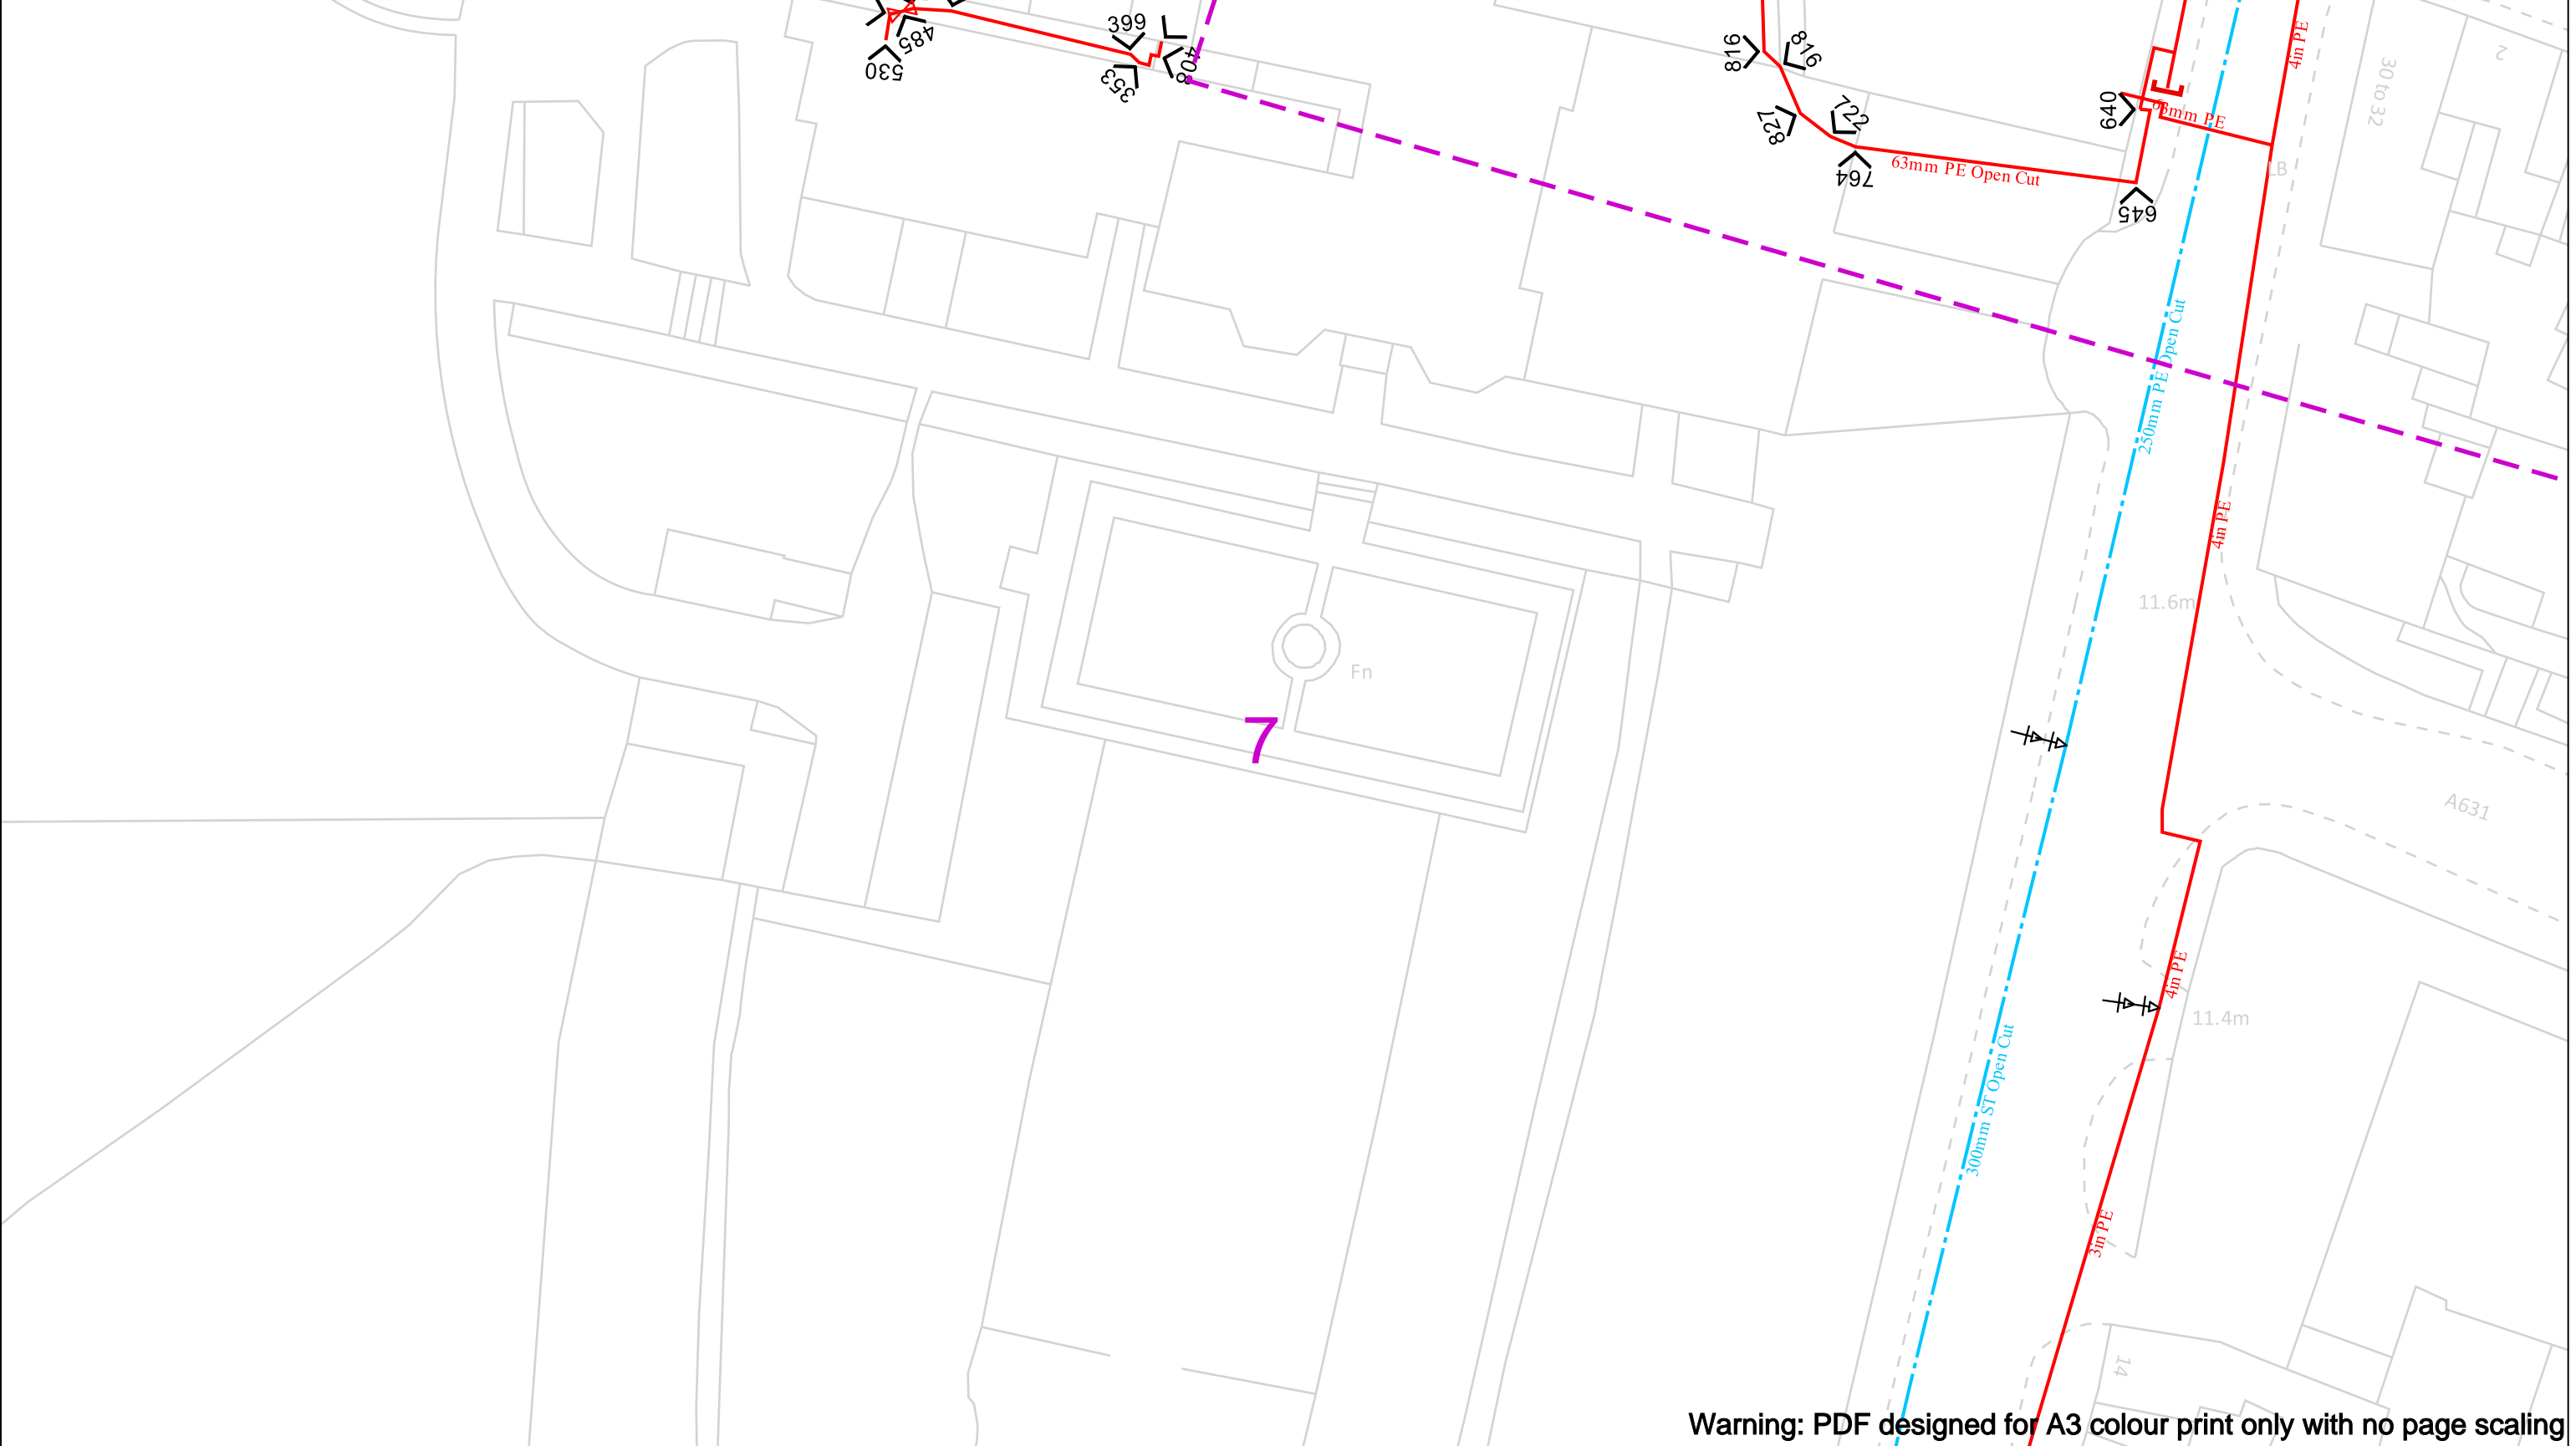 485
530
399
353
408
816
816
827
722
764
63mm PE Open Cut
645
640
63mm PE
4in PE
30 to 32
2
LB
250mm PE Open Cut
4in PE
11.6m
Fn
7
A631
4in PE
11.4m
300mm ST Open Cut
3in PE
14
Warning: PDF designed for A3 colour print only with no page scaling